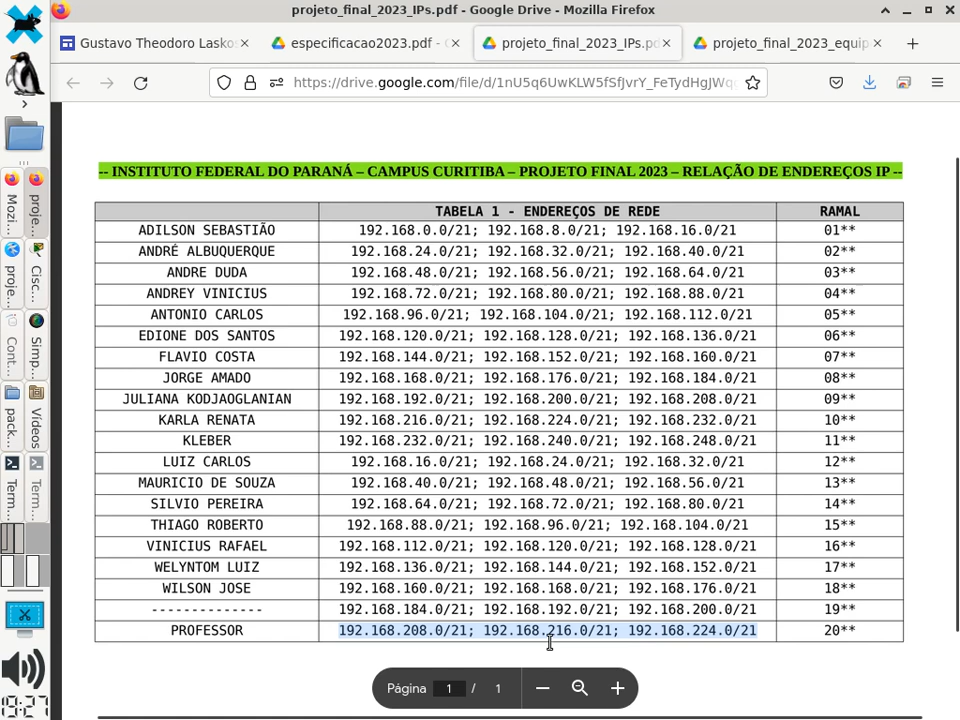 projeto_final_2023_IPs.pdf - Google Drive - Mozilla Firefox
Gustavo Theodoro Lasko
especificacao2023.pdf - G
projeto_final_2023_IPs.pd
projeto_final_2023_equip
https://drive.google.com/file/d/1nU5q6UwKLW5fSfJvrY_FeTydHgJWq
-- INSTITUTO FEDERAL DO PARANÁ – CAMPUS CURITIBA – PROJETO FINAL 2023 – RELAÇÃO DE ENDEREÇOS IP --
TABELA 1 - ENDEREÇOS DE REDE RAMAL
ADILSON SEBASTIÃO 192.168.0.0/21; 192.168.8.0/21; 192.168.16.0/21 01**
ANDRÉ ALBUQUERQUE 192.168.24.0/21; 192.168.32.0/21; 192.168.40.0/21 02**
ANDRE DUDA 192.168.48.0/21; 192.168.56.0/21; 192.168.64.0/21 03**
ANDREY VINICIUS 192.168.72.0/21; 192.168.80.0/21; 192.168.88.0/21 04**
ANTONIO CARLOS 192.168.96.0/21; 192.168.104.0/21; 192.168.112.0/21 05**
EDIONE DOS SANTOS 192.168.120.0/21; 192.168.128.0/21; 192.168.136.0/21 06**
FLAVIO COSTA 192.168.144.0/21; 192.168.152.0/21; 192.168.160.0/21 07**
JORGE AMADO 192.168.168.0/21; 192.168.176.0/21; 192.168.184.0/21 08**
JULIANA KODJAOGLANIAN 192.168.192.0/21; 192.168.200.0/21; 192.168.208.0/21 09**
KARLA RENATA 192.168.216.0/21; 192.168.224.0/21; 192.168.232.0/21 10**
KLEBER 192.168.232.0/21; 192.168.240.0/21; 192.168.248.0/21 11**
LUIZ CARLOS 192.168.16.0/21; 192.168.24.0/21; 192.168.32.0/21 12**
MAURICIO DE SOUZA 192.168.40.0/21; 192.168.48.0/21; 192.168.56.0/21 13**
SILVIO PEREIRA 192.168.64.0/21; 192.168.72.0/21; 192.168.80.0/21 14**
THIAGO ROBERTO 192.168.88.0/21; 192.168.96.0/21; 192.168.104.0/21 15**
VINICIUS RAFAEL 192.168.112.0/21; 192.168.120.0/21; 192.168.128.0/21 16**
WELYNTOM LUIZ 192.168.136.0/21; 192.168.144.0/21; 192.168.152.0/21 17**
WILSON JOSE 192.168.160.0/21; 192.168.168.0/21; 192.168.176.0/21 18**
-------------- 192.168.184.0/21; 192.168.192.0/21; 192.168.200.0/21 19**
PROFESSOR 192.168.208.0/21; 192.168.216.0/21; 192.168.224.0/21 20**
Página 1 / 1
Mozi...
proje...
proje...
Cisc...
Cont...
Simp...
pack...
Vídeos
Term...
Term...
19:27